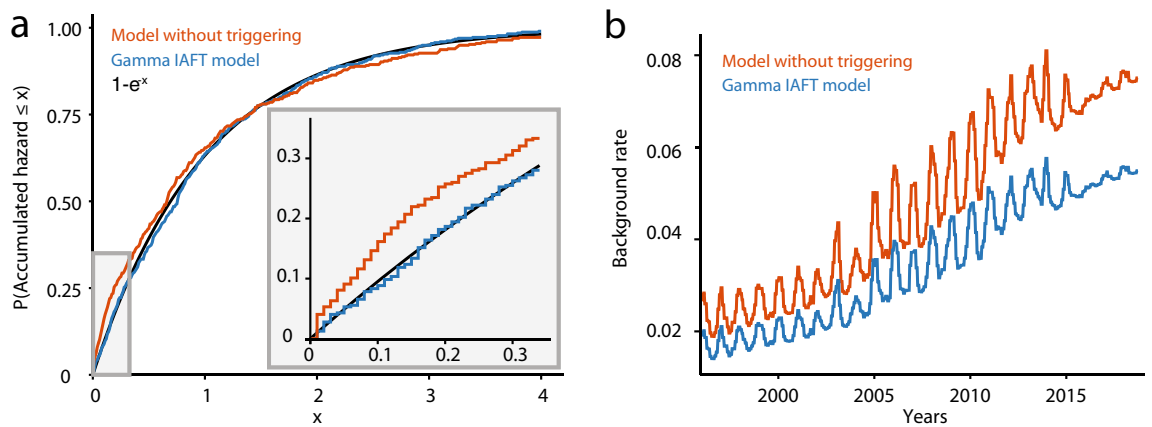 a
Model without triggering
Gamma IAFT model
1-e⁻ˣ
P(Accumulated hazard ≤ x)
1.00
0.75
0.50
0.25
0
0
1
2
3
4
x
0.3
0.2
0.1
0
0
0.1
0.2
0.3
b
Model without triggering
Gamma IAFT model
Background rate
0.08
0.06
0.04
0.02
2000
2005
2010
2015
Years